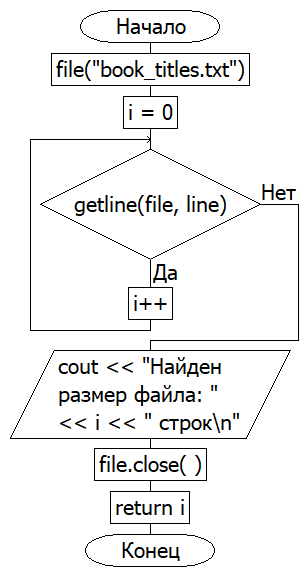 Начало
file("book_titles.txt")
i = 0
getline(file, line)
Нет
Да
i++
cout << "Найден
размер файла: "
<< i << " строк\n"
file.close( )
return i
Конец